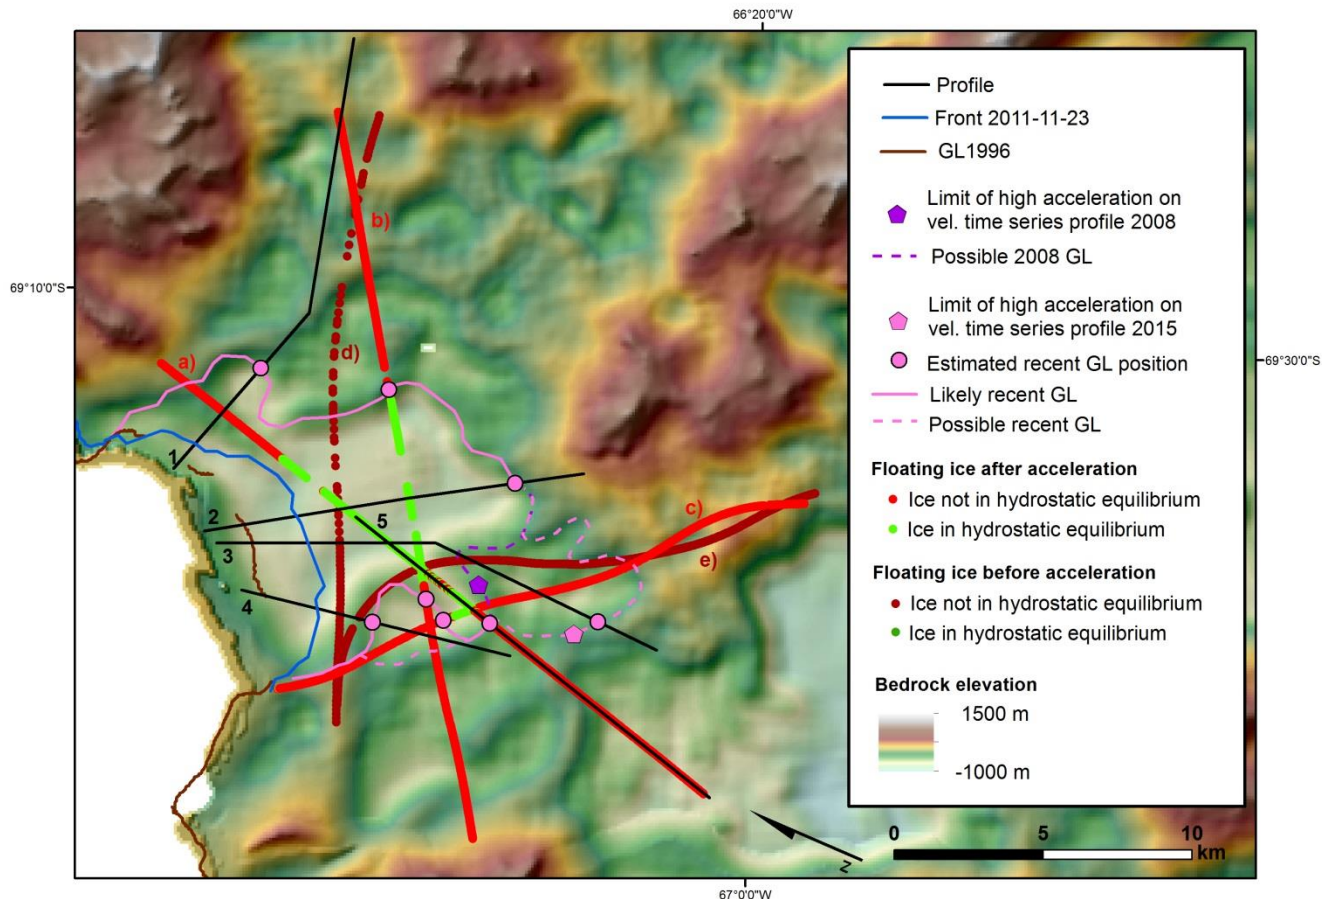 66°20'0"W
Profile
Front 2011-11-23
GL1996
Limit of high acceleration on
vel. time series profile 2008
Possible 2008 GL
Limit of high acceleration on
vel. time series profile 2015
Estimated recent GL position
Likely recent GL
Possible recent GL
Floating ice after acceleration
Ice not in hydrostatic equilibrium
Ice in hydrostatic equilibrium
Floating ice before acceleration
Ice not in hydrostatic equilibrium
Ice in hydrostatic equilibrium
Bedrock elevation
1500 m
-1000 m
0 5 10
km
N
69°10'0"S
69°30'0"S
b)
d)
a)
1
2
5
3
c)
e)
4
67°0'0"W